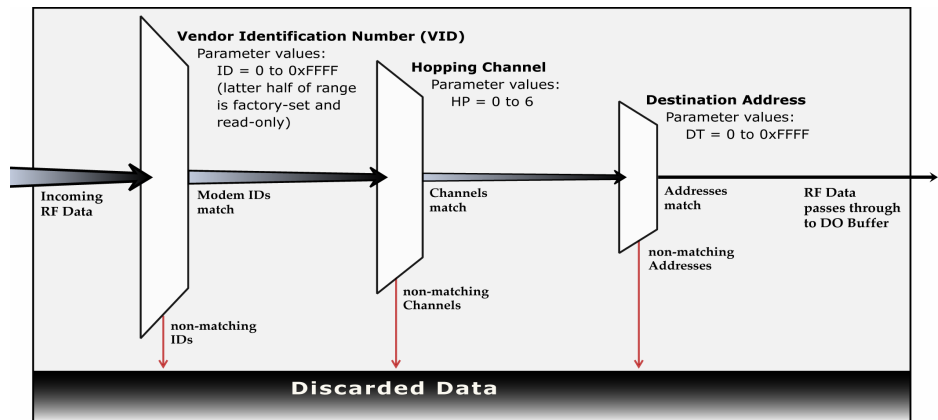 Vendor Identification Number (VID)
Parameter values:
ID = 0 to 0xFFFF
(latter half of range
is factory-set and
read-only)
Hopping Channel
Parameter values:
HP = 0 to 6
Destination Address
Parameter values:
DT = 0 to 0xFFFF
Incoming
RF Data
Modem IDs
match
Channels
match
Addresses
match
RF Data
passes through
to DO Buffer
non-matching
IDs
non-matching
Channels
non-matching
Addresses
Discarded Data